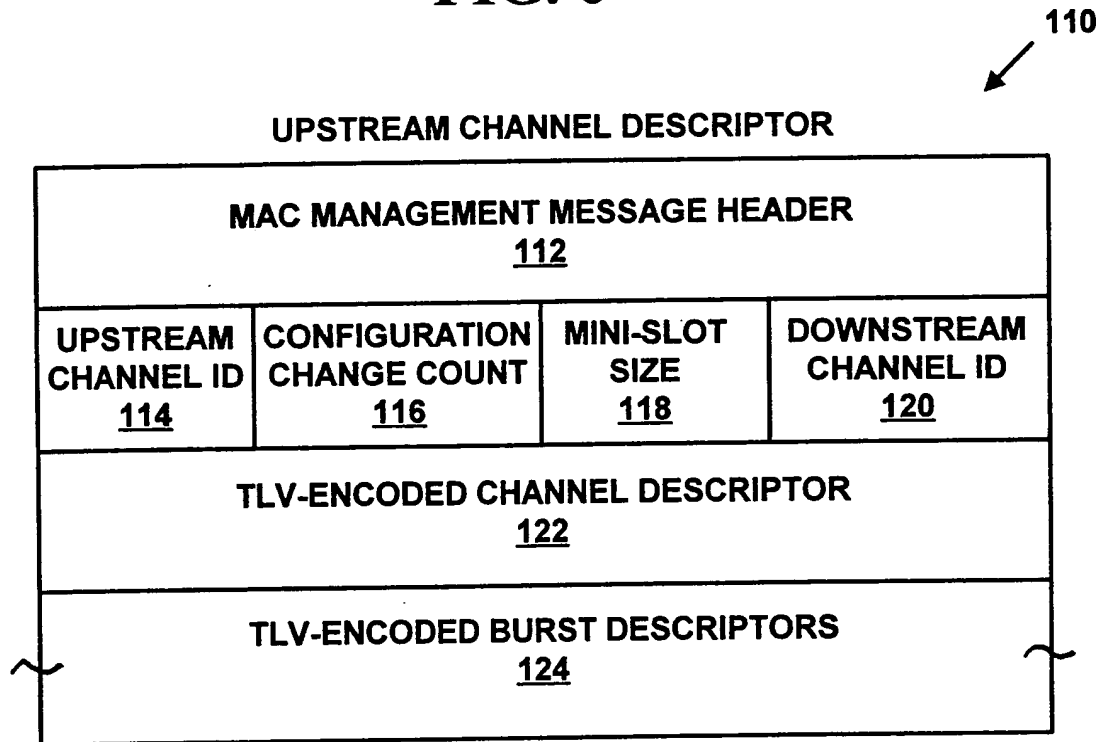 110
UPSTREAM CHANNEL DESCRIPTOR
MAC MANAGEMENT MESSAGE HEADER
112
UPSTREAM CHANNEL ID
114
CONFIGURATION CHANGE COUNT
116
MINI-SLOT SIZE
118
DOWNSTREAM CHANNEL ID
120
TLV-ENCODED CHANNEL DESCRIPTOR
122
TLV-ENCODED BURST DESCRIPTORS
124